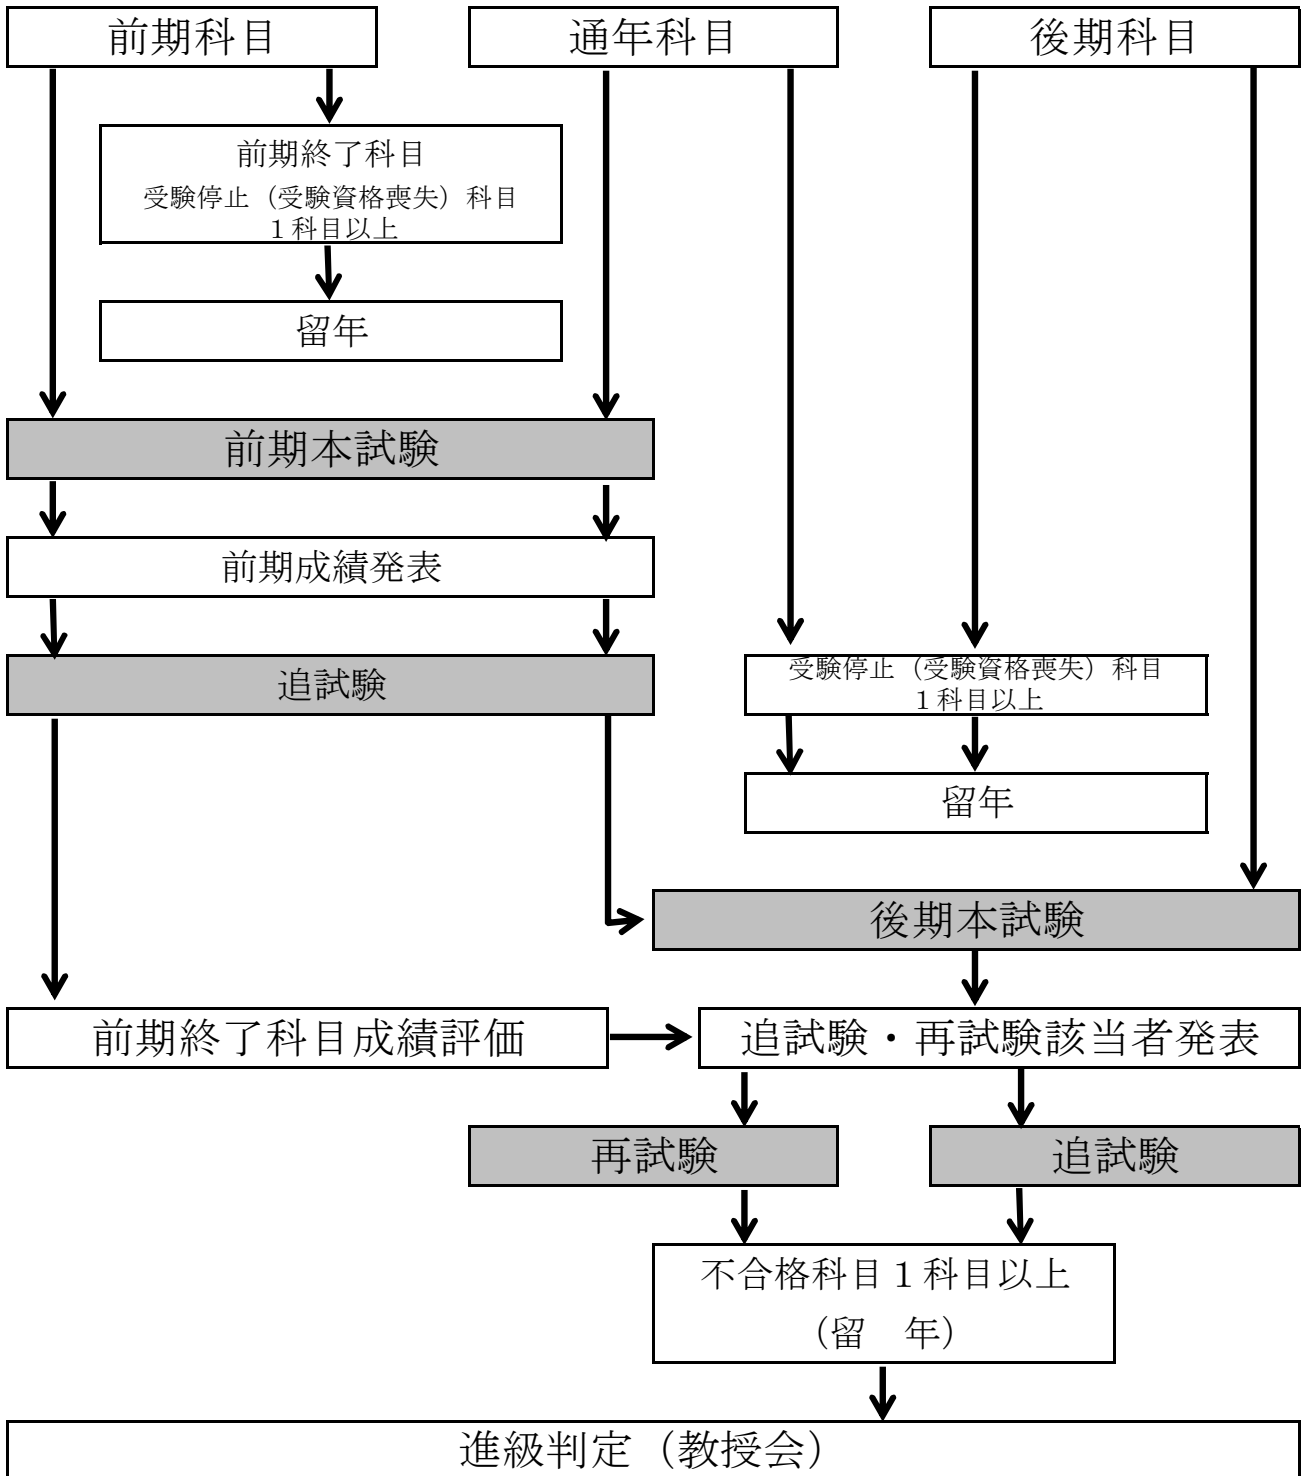 前期科目
通年科目
後期科目
前期終了科目
受験停止（受験資格喪失）科目
１科目以上
留年
前期本試験
前期成績発表
追試験
受験停止（受験資格喪失）科目
１科目以上
留年
後期本試験
前期終了科目成績評価
追試験・再試験該当者発表
再試験
追試験
不合格科目１科目以上
（留　年）
進級判定（教授会）